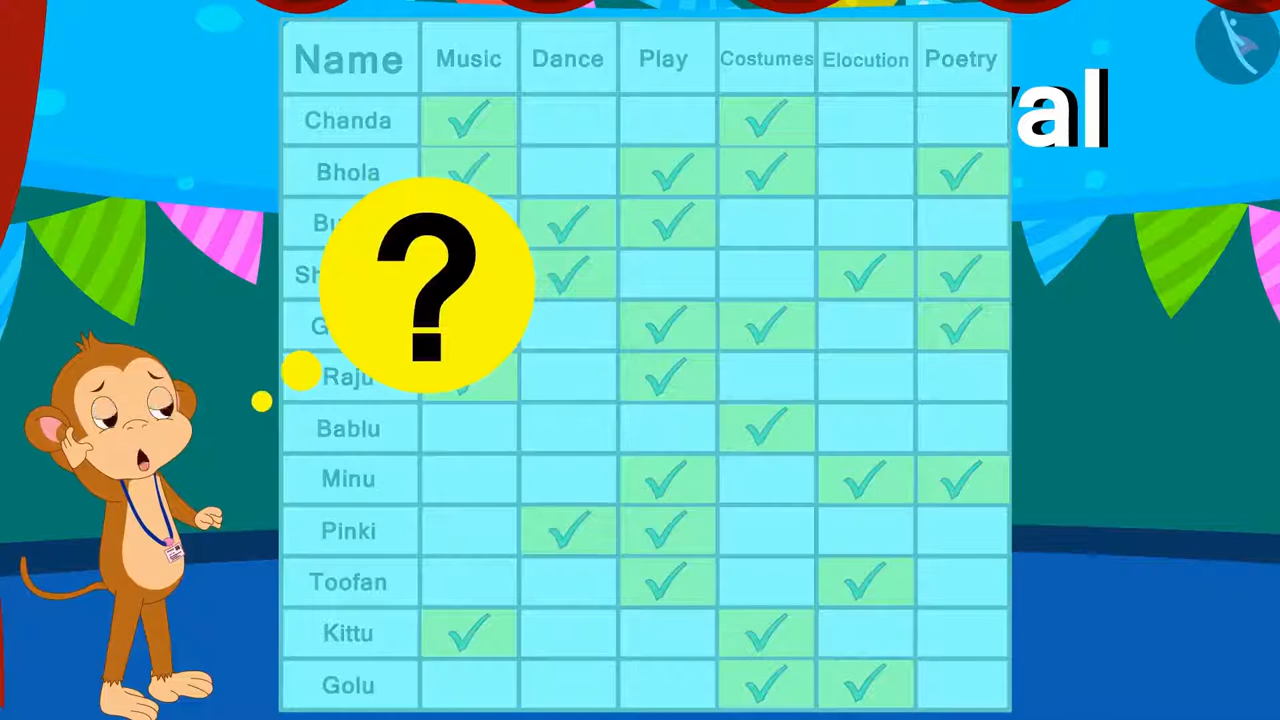 Name Music Dance Play Costumes Elocution Poetry
Chanda ✓ ✓
Bhola ✓ ✓ ✓ ✓
✓ ✓
✓ ✓ ✓
✓ ✓ ✓
Raju ✓ ✓
Bablu ✓
Minu ✓ ✓ ✓
Pinki ✓ ✓
Toofan ✓ ✓
Kittu ✓ ✓
Golu ✓ ✓
?